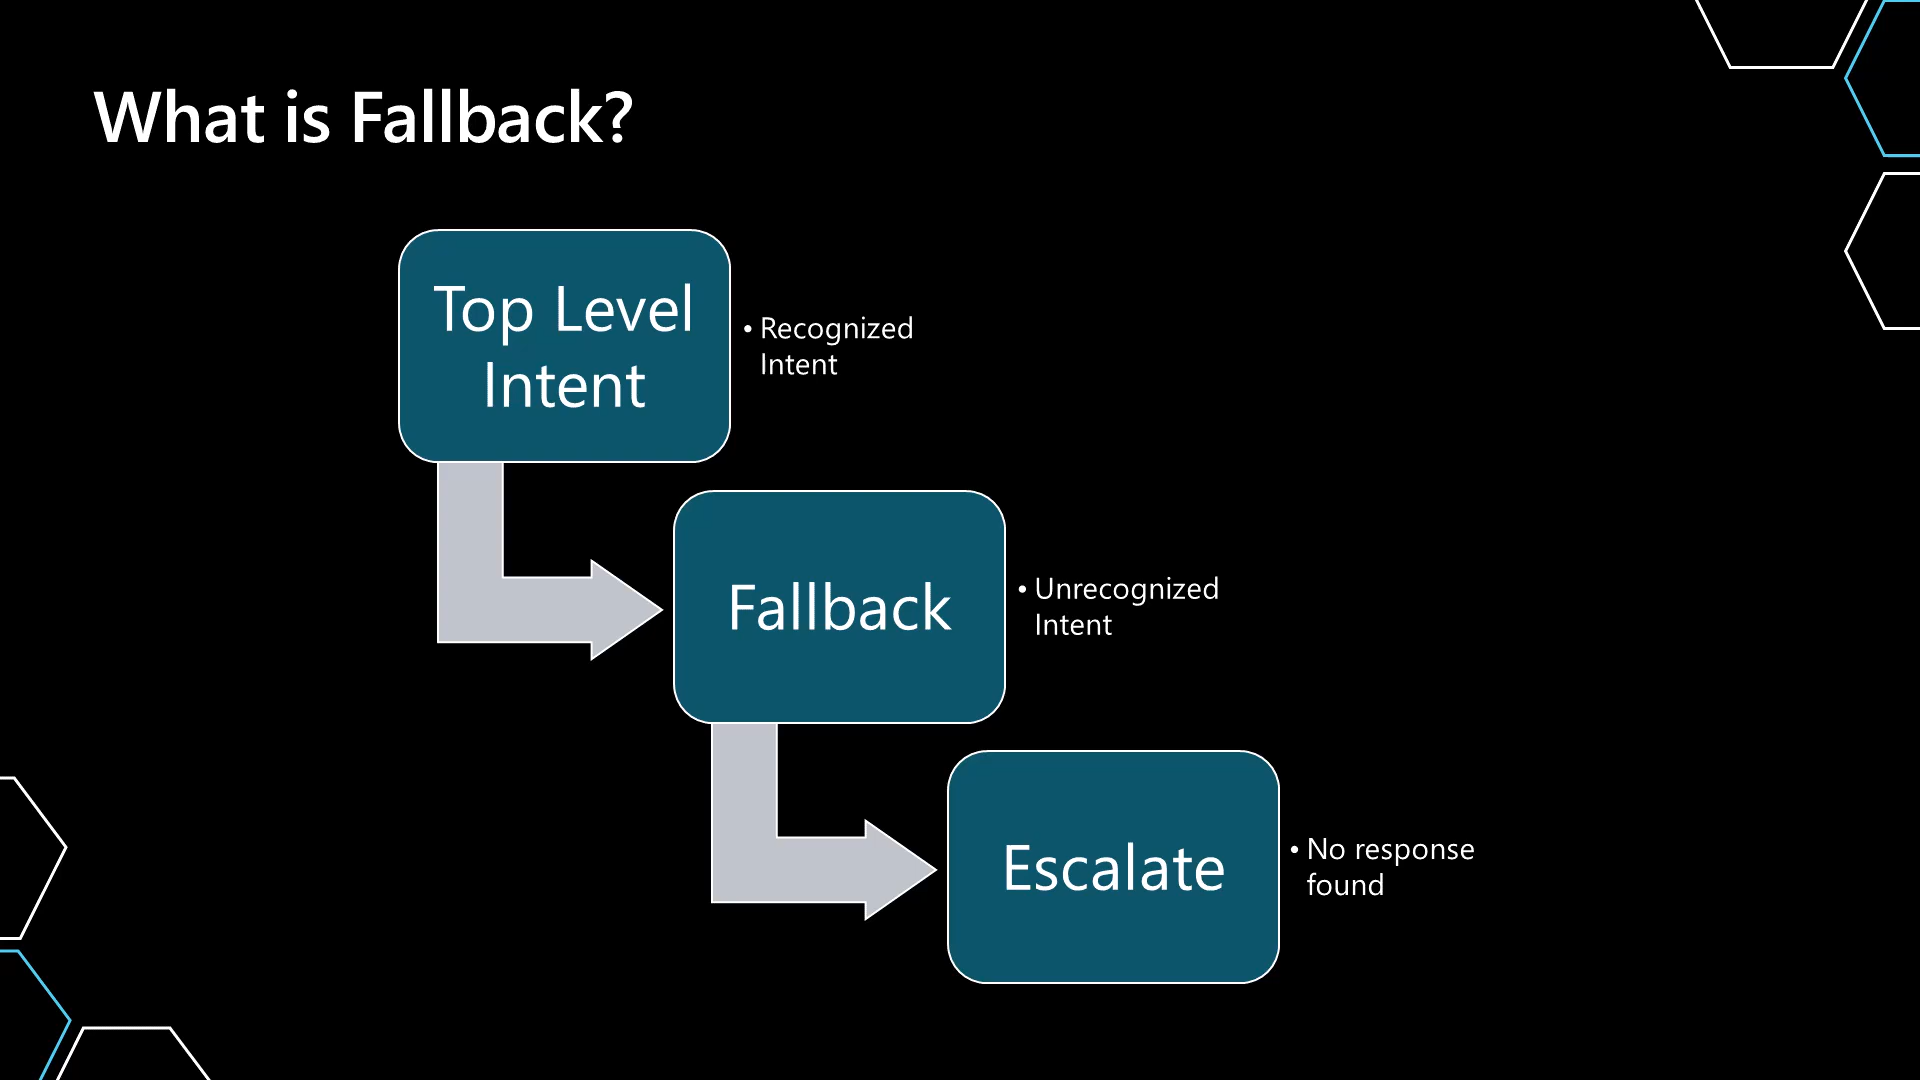 What is Fallback?
Top Level
Intent
• Recognized
Intent
Fallback
• Unrecognized
Intent
Escalate
• No response
found